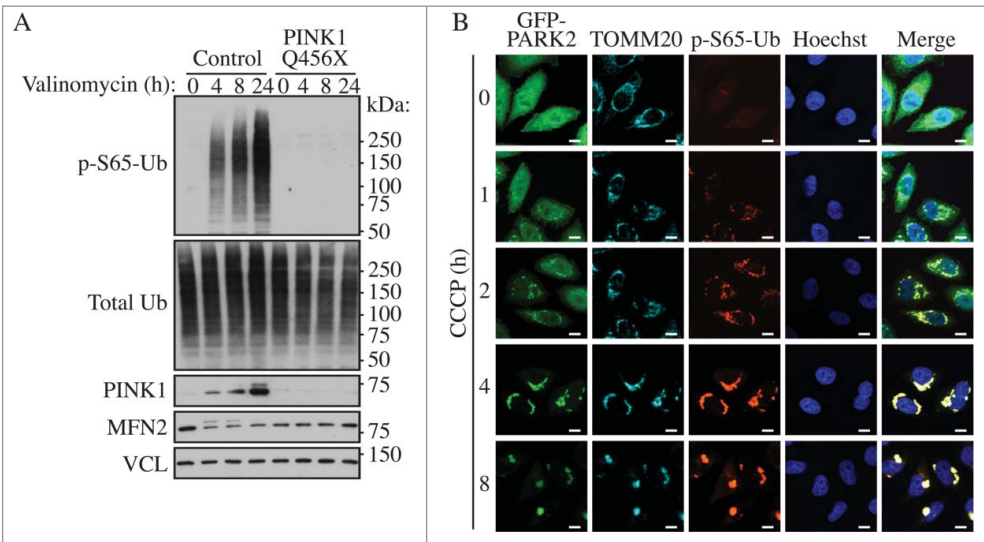 A
Control
PINK1
Q456X
Valinomycin (h): 0 4 8 24 0 4 8 24
kDa:
p-S65-Ub
250
150
100
75
50
Total Ub
250
150
100
75
50
PINK1
75
MFN2
75
VCL
150
B
GFP-
PARK2 TOMM20 p-S65-Ub Hoechst Merge
CCCP (h)
0
1
2
4
8